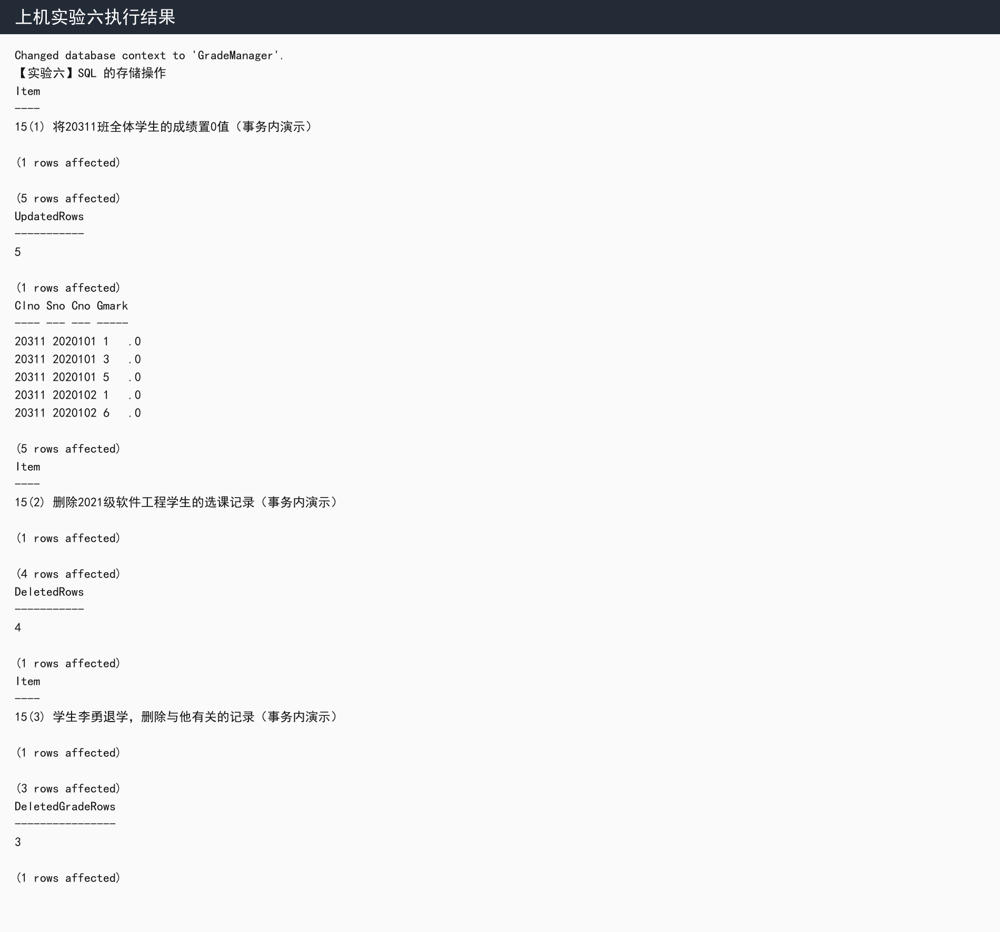 上机实验六执行结果
Changed database context to 'GradeManager'.
【实验六】SQL 的存储操作
Item
----
15(1) 将20311班全体学生的成绩置0值（事务内演示）
(1 rows affected)
(5 rows affected)
UpdatedRows
-----------
5
(1 rows affected)
Clno Sno Cno Gmark
---- --- --- -----
20311 2020101 1   .0
20311 2020101 3   .0
20311 2020101 5   .0
20311 2020102 1   .0
20311 2020102 6   .0
(5 rows affected)
Item
----
15(2) 删除2021级软件工程学生的选课记录（事务内演示）
(1 rows affected)
(4 rows affected)
DeletedRows
-----------
4
(1 rows affected)
Item
----
15(3) 学生李勇退学，删除与他有关的记录（事务内演示）
(1 rows affected)
(3 rows affected)
DeletedGradeRows
----------------
3
(1 rows affected)